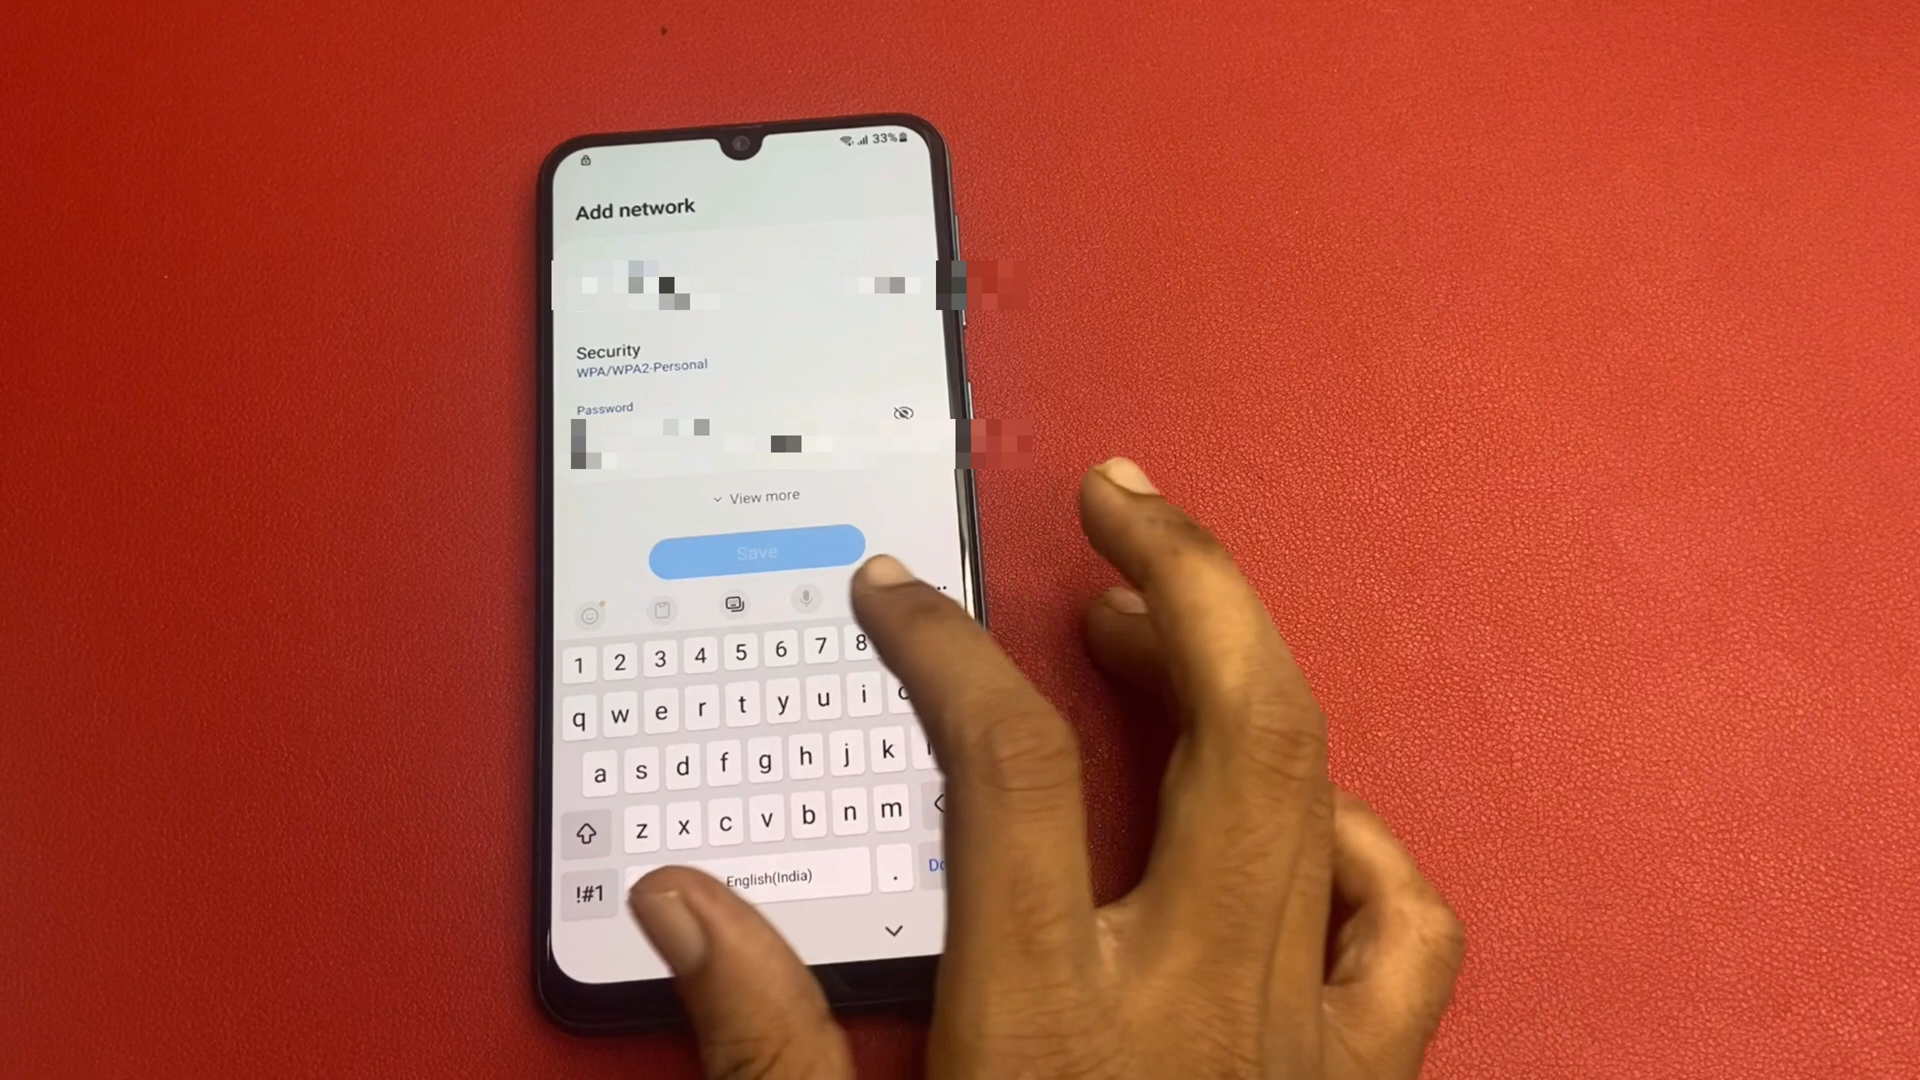 33%
Add network
Security
WPA/WPA2-Personal
Password
View more
Save
1 2 3 4 5 6 7 8
q w e r t y u i
a s d f g h j k
z x c v b n m
!#1 English(India) .